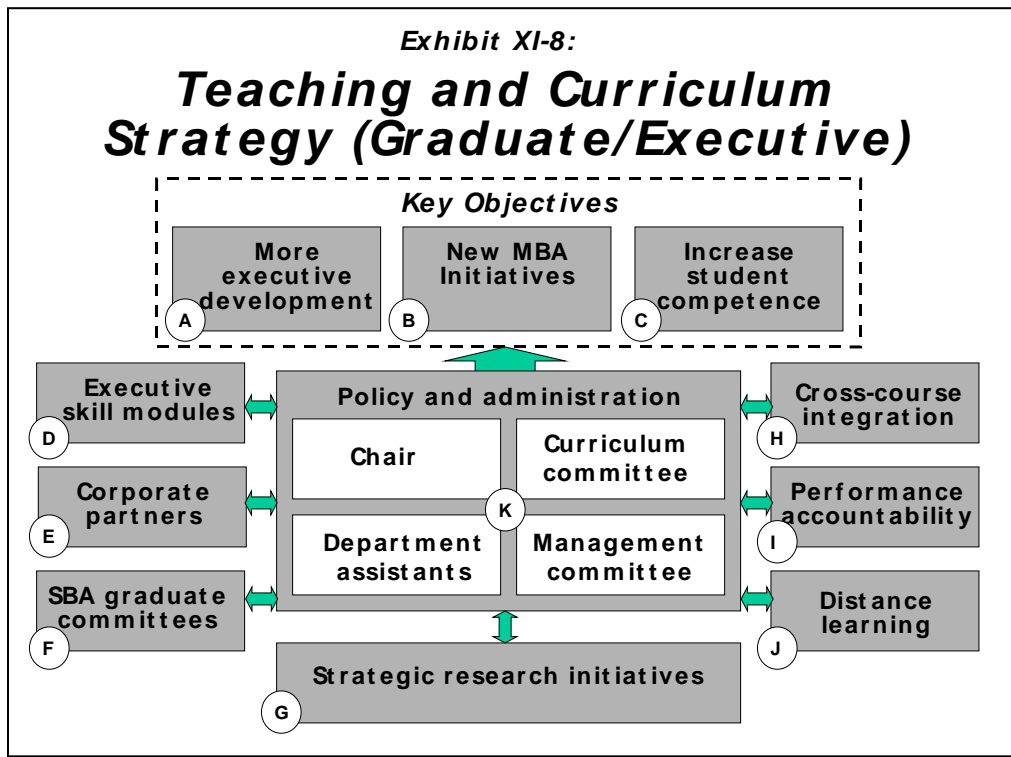 Exhibit XI-8:
Teaching and Curriculum
Strategy (Graduate/Executive)
Key Objectives
More
executive
development
A
New MBA
Initiatives
B
Increase
student
competence
C
Executive
skill modules
D
Corporate
partners
E
SBA graduate
committees
F
Policy and administration
Chair
Curriculum
committee
K
Department
assistants
Management
committee
Cross-course
integration
H
Performance
accountability
I
Distance
learning
J
Strategic research initiatives
G